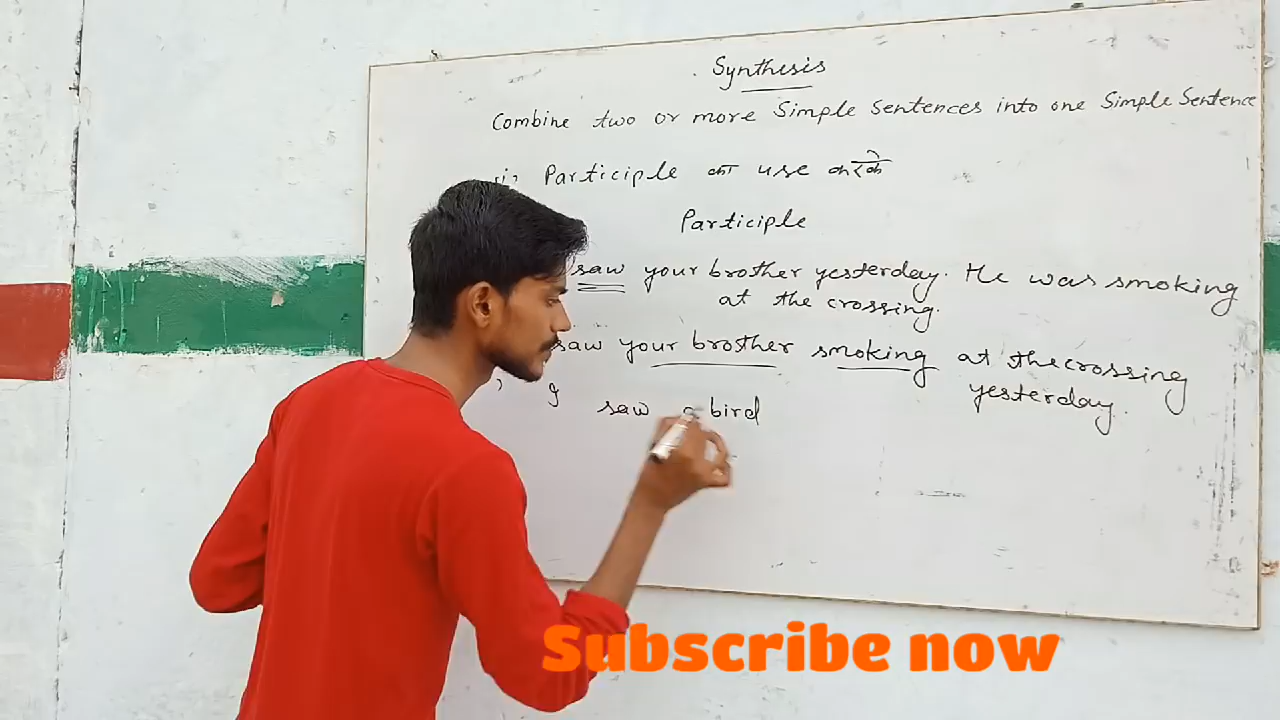 Synthesis
Combine two or more Simple Sentences into one Simple Sentence
Participle का use करके
Participle
saw your brother yesterday. He was smoking
at the crossing.
saw your brother smoking at the crossing
yesterday.
I saw a bird
Subscribe now